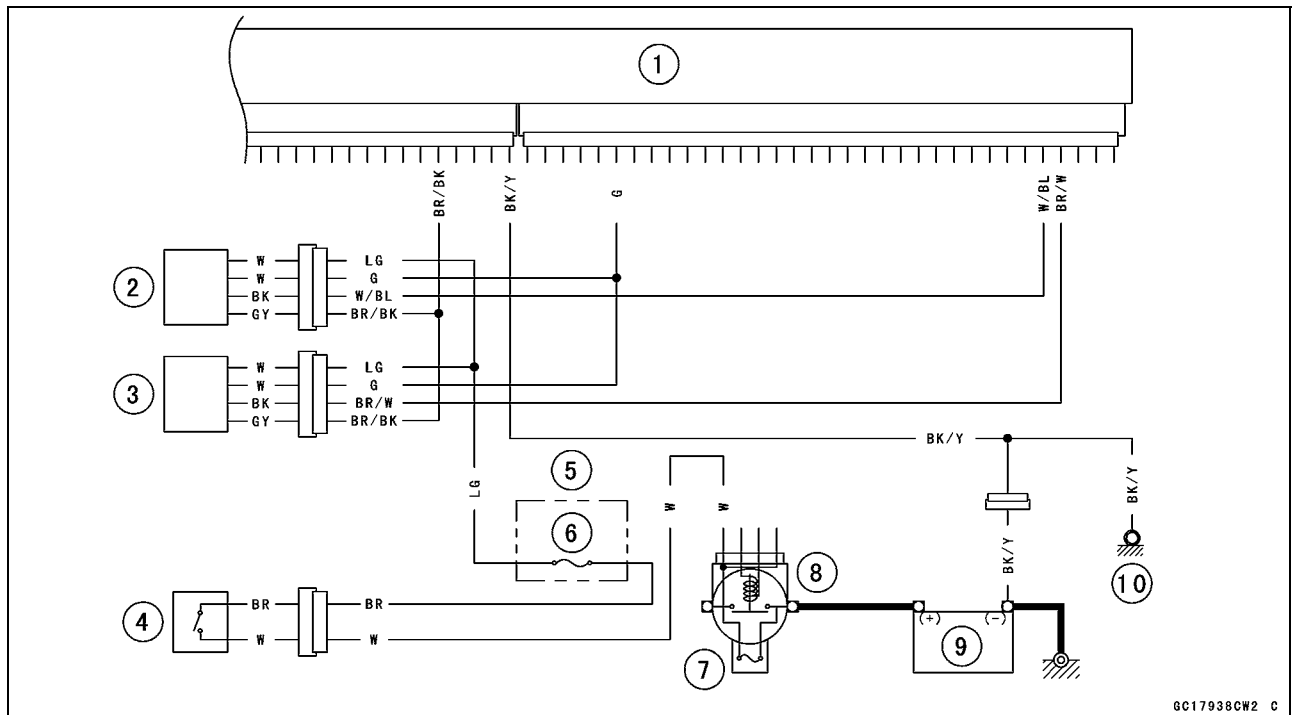 1
BR/BK
BK/Y
G
W/BL
BR/W
2
W LG
W G
BK W/BL
GY BR/BK
3
W LG
W G
BK BR/W
GY BR/BK
BK/Y
BK/Y
BK/Y
LG
5
6
W
W
8
10
4
BR BR
W W
7
(+) (-)
9
GC17938CW2 C